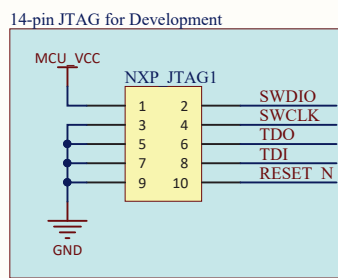 14-pin JTAG for Development
MCU_VCC
NXP_JTAG1
1 2 SWDIO
3 4 SWCLK
5 6 TDO
7 8 TDI
9 10 RESET_N
GND